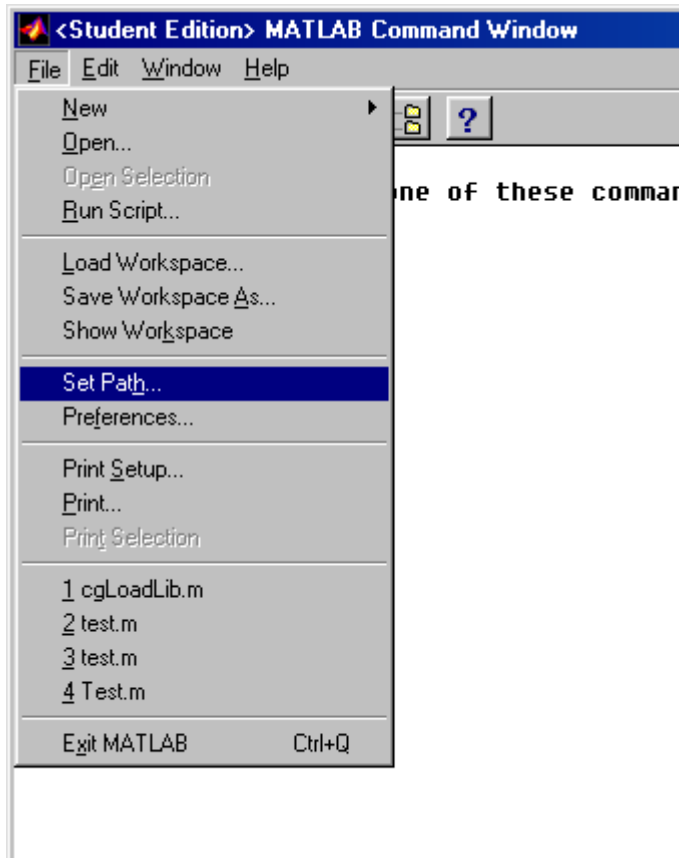 <Student Edition> MATLAB Command Window
File Edit Window Help
New
Open...
?
Open Selection
one of these comman
Run Script...
Load Workspace...
Save Workspace As...
Show Workspace
Set Path...
Preferences...
Print Setup...
Print...
Print Selection
1 cgLoadLib.m
2 test.m
3 test.m
4 Test.m
Exit MATLAB Ctrl+Q